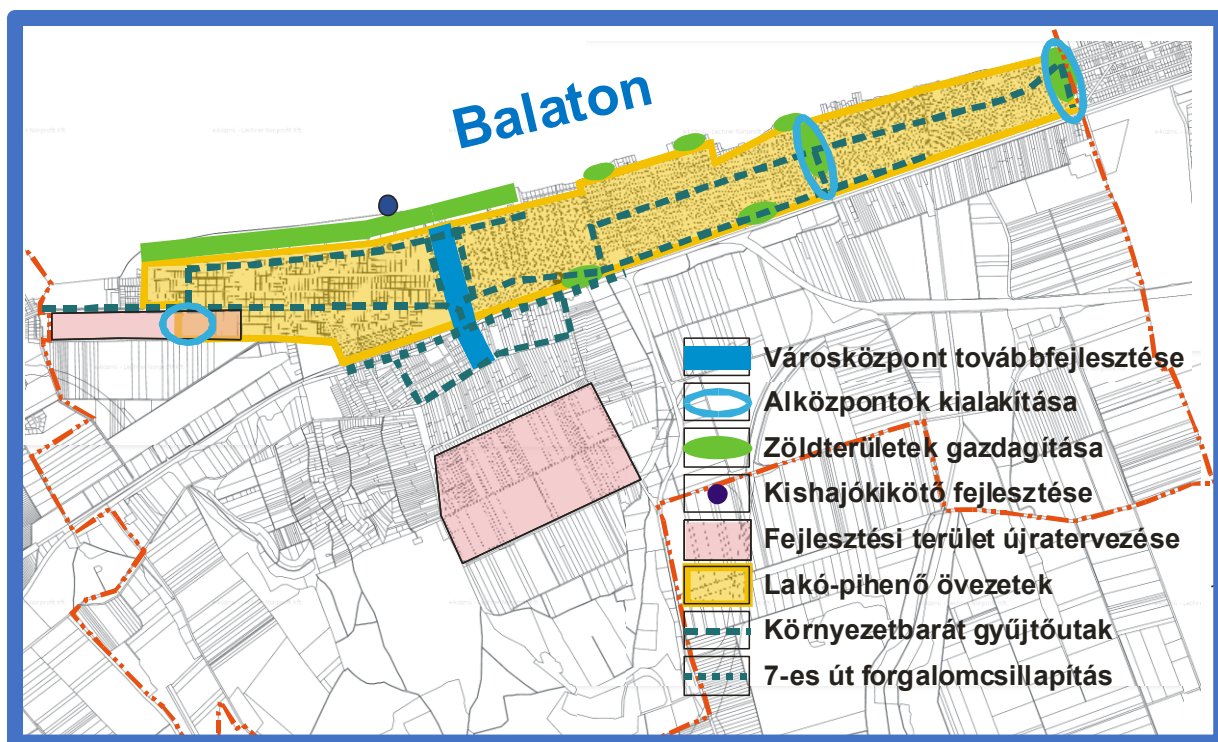 Balaton
Városközpont továbbfejlesztése
Alközpontok kialakítása
Zöldterületek gazdagítása
Kishajókikötő fejlesztése
Fejlesztési terület újratervezése
Lakó-pihenő övezetek
Környezetbarát gyűjtőutak
7-es út forgalomcsillapítás